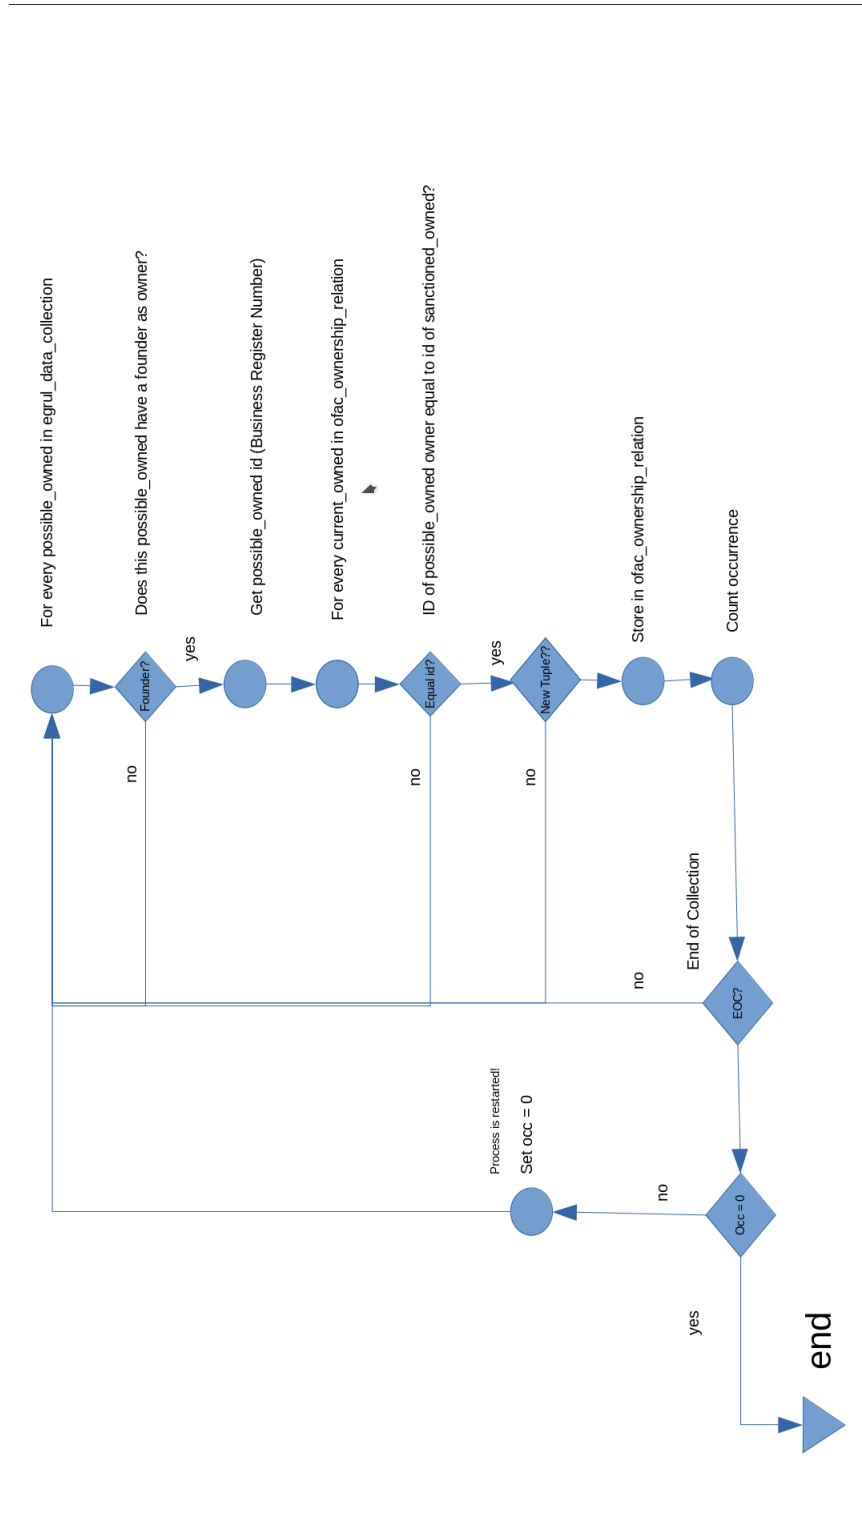 For every possible_owned in egrul_data_collection
Does this possible_owned have a founder as owner?
Founder?
yes
no
Get possible_owned id (Business Register Number)
For every current_owned in ofac_ownership_relation
ID of possible_owned owner equal to id of sanctioned_owned?
Equal id?
yes
no
New Tuple??
no
Store in ofac_ownership_relation
Count occurrence
End of Collection
EOC?
no
Process is restarted!
Set occ = 0
no
Occ = 0
yes
end